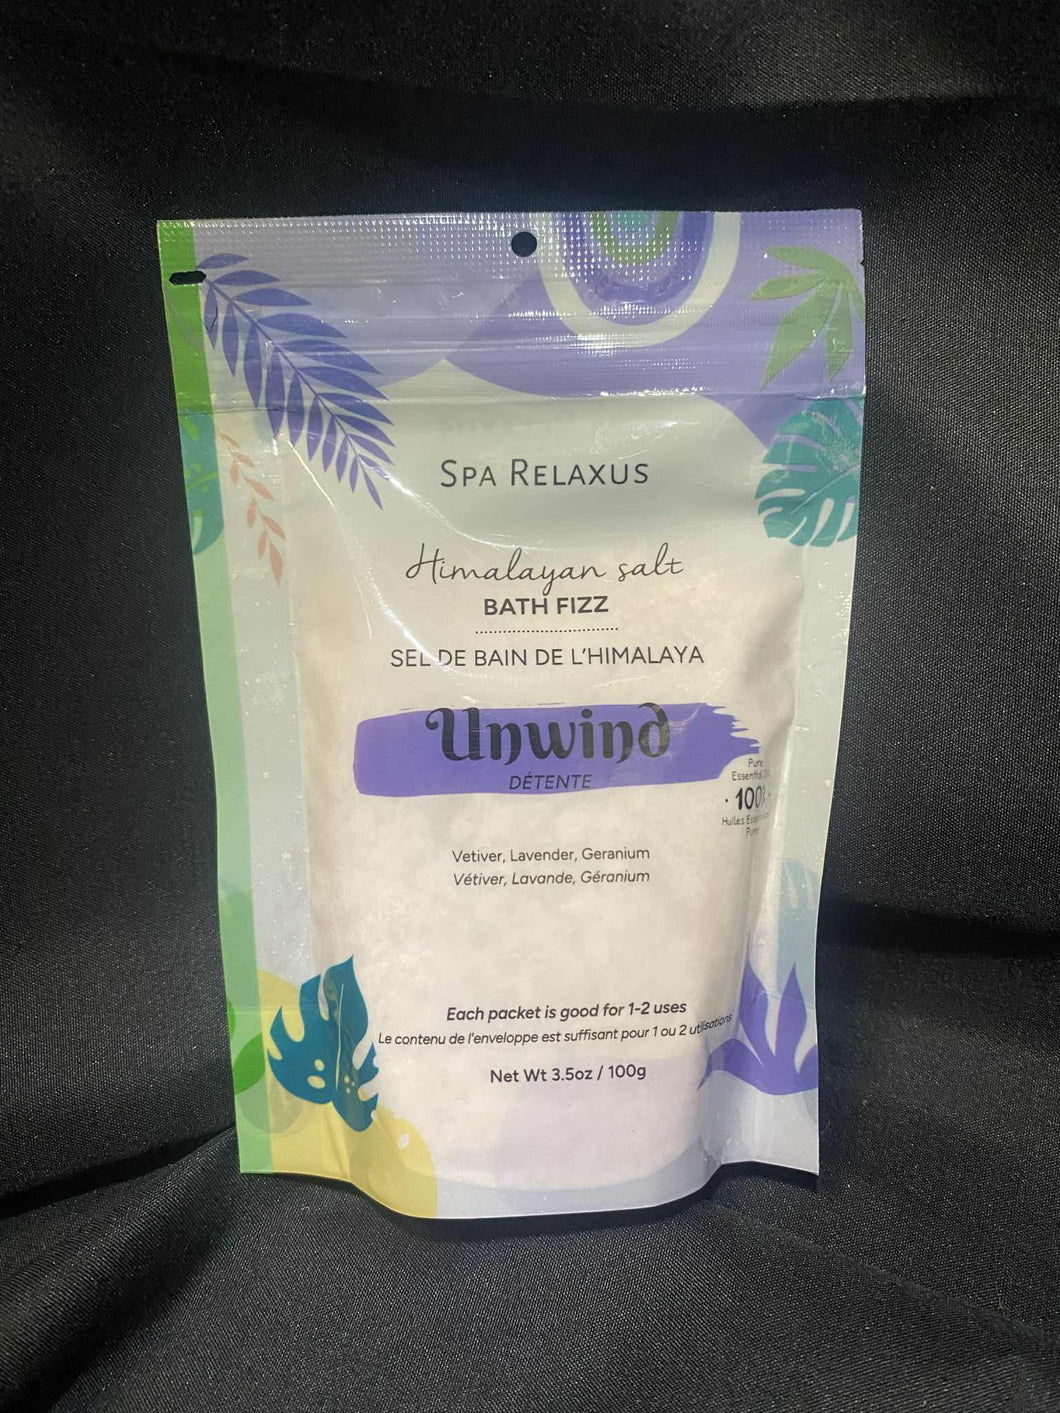 SPA RELAXUS
Himalayan salt
BATH FIZZ
SEL DE BAIN DE L'HIMALAYA
Unwind
DÉTENTE
Pure
Essential
100%
Huiles
Vetiver, Lavender, Geranium
Vétiver, Lavande, Géranium
Each packet is good for 1-2 uses
Le contenu de l'enveloppe est suffisant pour 1 ou 2 utilisations
Net Wt 3.5oz / 100g